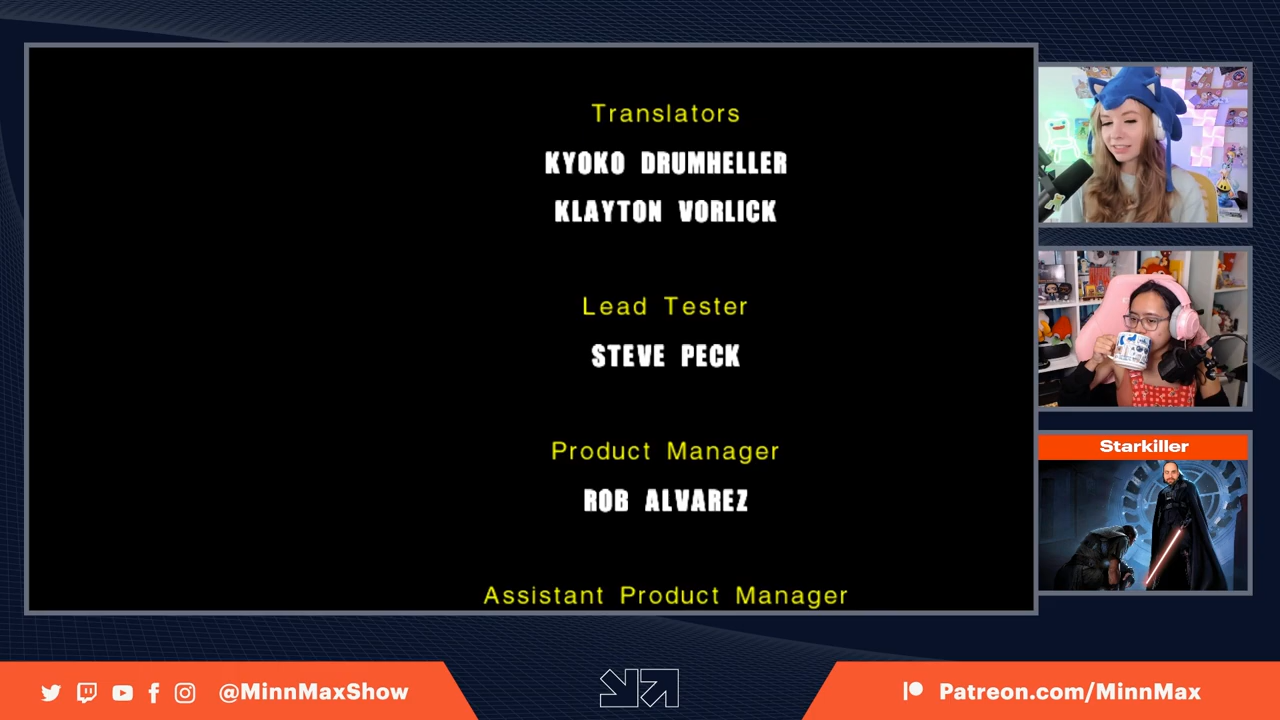 Translators
KYOKO DRUMHELLER
KLAYTON VORLICK
Lead Tester
STEVE PECK
Product Manager
ROB ALVAREZ
Assistant Product Manager
Starkiller
@MinnMaxShow
Patreon.com/MinnMax